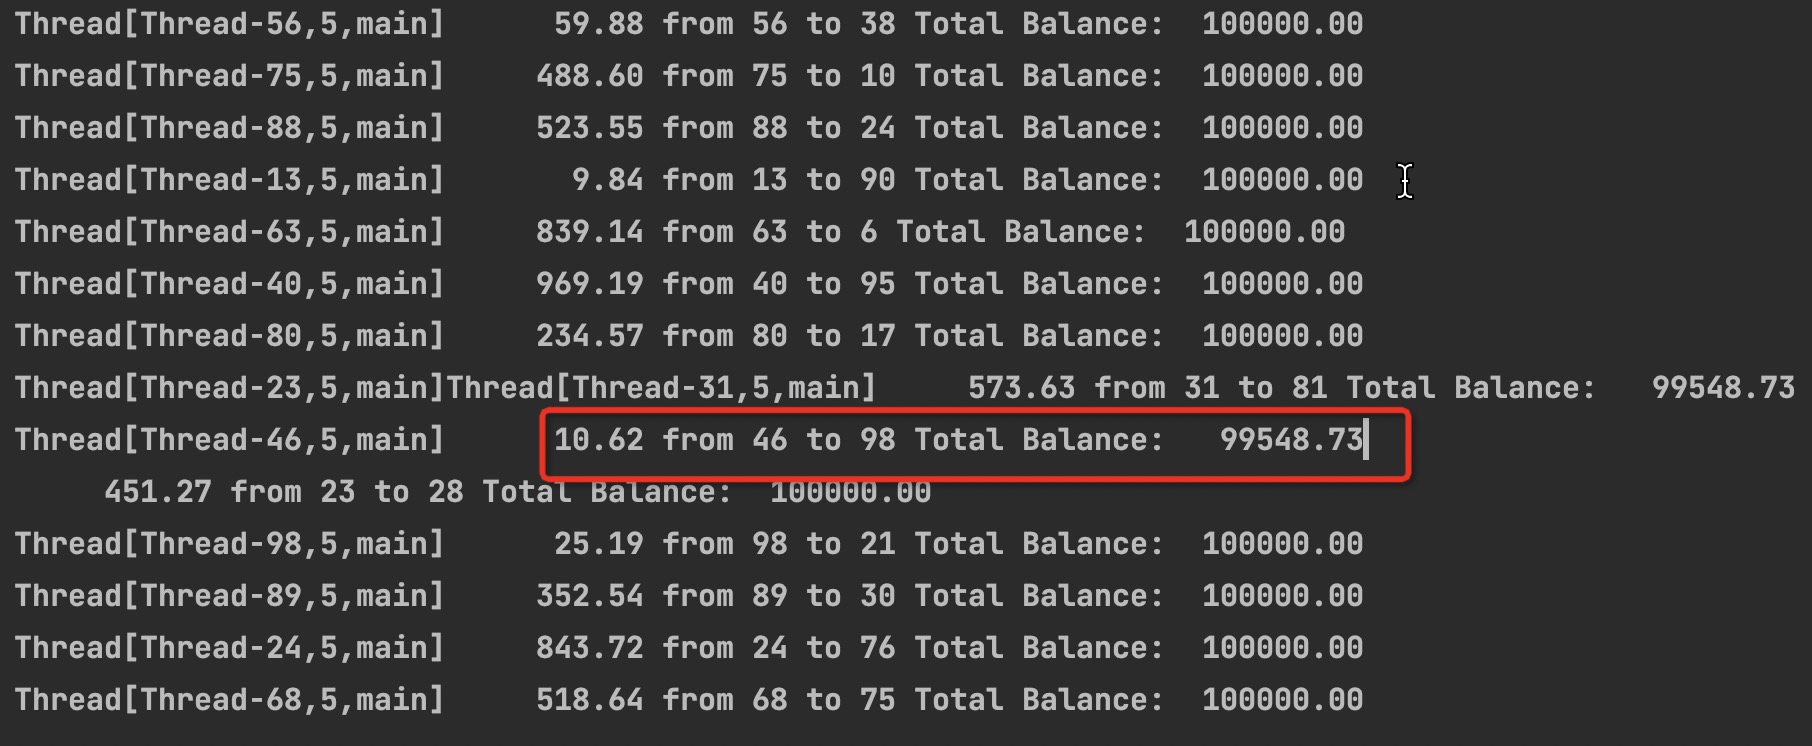 Thread[Thread-56,5,main]      59.88 from 56 to 38 Total Balance:  100000.00
Thread[Thread-75,5,main]     488.60 from 75 to 10 Total Balance:  100000.00
Thread[Thread-88,5,main]     523.55 from 88 to 24 Total Balance:  100000.00
Thread[Thread-13,5,main]       9.84 from 13 to 90 Total Balance:  100000.00
Thread[Thread-63,5,main]     839.14 from 63 to 6 Total Balance:  100000.00
Thread[Thread-40,5,main]     969.19 from 40 to 95 Total Balance:  100000.00
Thread[Thread-80,5,main]     234.57 from 80 to 17 Total Balance:  100000.00
Thread[Thread-23,5,main]Thread[Thread-31,5,main]     573.63 from 31 to 81 Total Balance:   99548.73
Thread[Thread-46,5,main]      10.62 from 46 to 98 Total Balance:   99548.73
     451.27 from 23 to 28 Total Balance:  100000.00
Thread[Thread-98,5,main]      25.19 from 98 to 21 Total Balance:  100000.00
Thread[Thread-89,5,main]     352.54 from 89 to 30 Total Balance:  100000.00
Thread[Thread-24,5,main]     843.72 from 24 to 76 Total Balance:  100000.00
Thread[Thread-68,5,main]     518.64 from 68 to 75 Total Balance:  100000.00